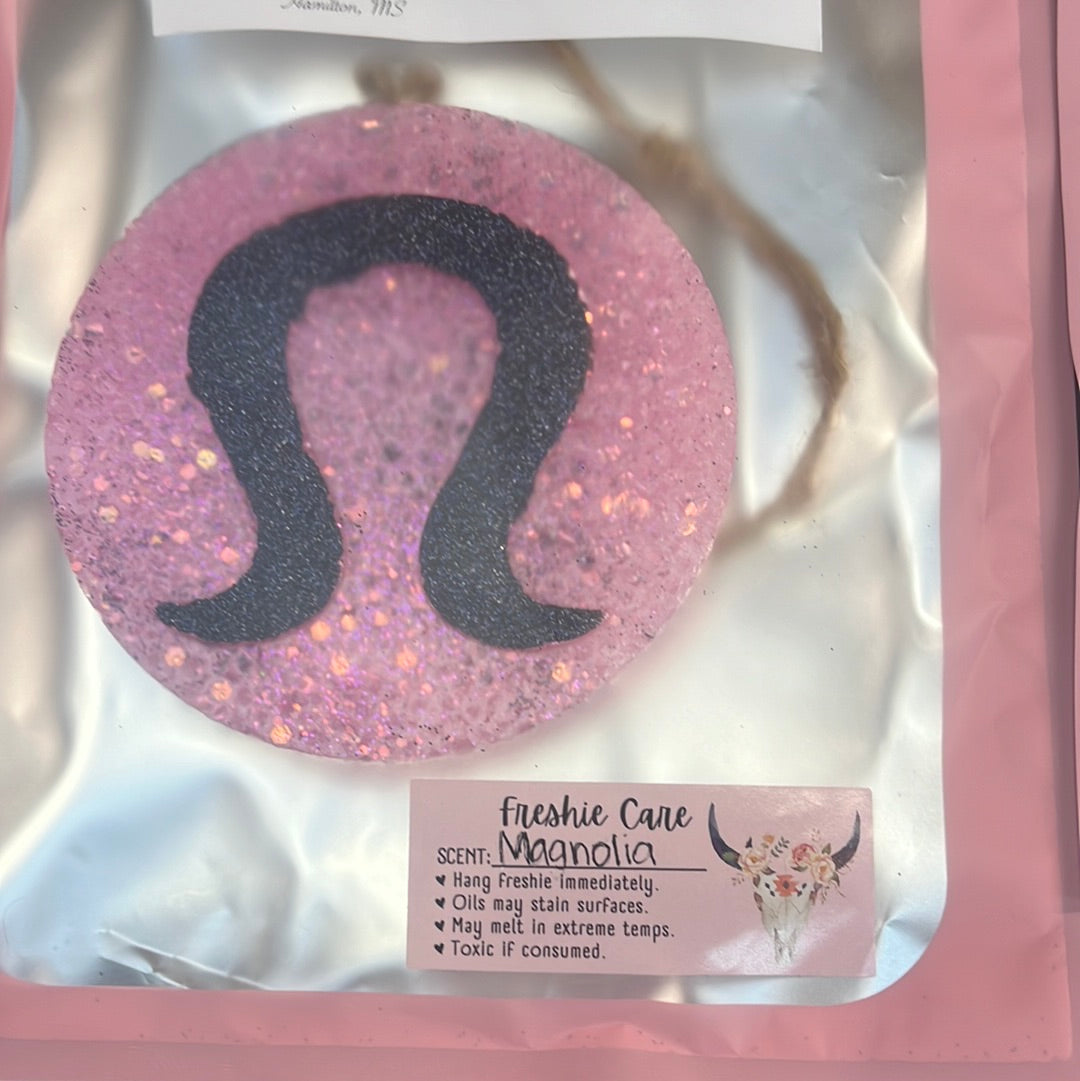 Hamilton, MS
Freshie Care
SCENT: Magnolia
♥ Hang freshie immediately.
♥ Oils may stain surfaces.
♥ May melt in extreme temps.
♥ Toxic if consumed.